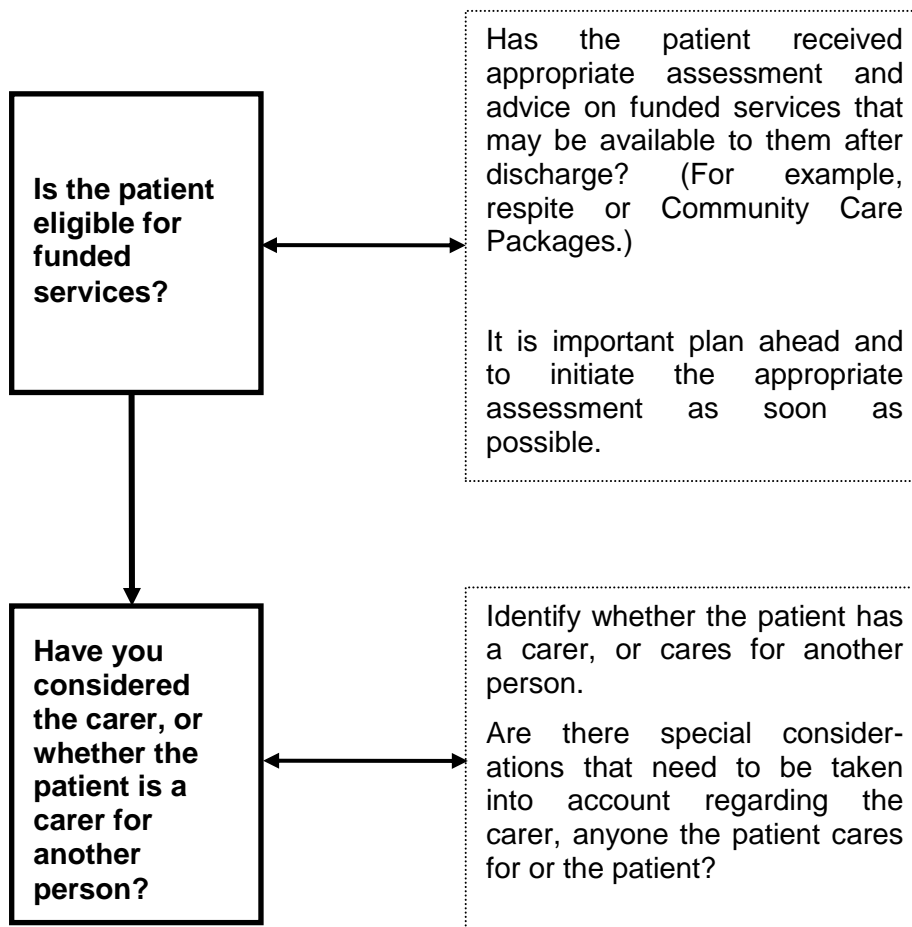 Is the patient
eligible for
funded
services?
Has the patient received
appropriate assessment and
advice on funded services that
may be available to them after
discharge? (For example,
respite or Community Care
Packages.)
It is important plan ahead and
to initiate the appropriate
assessment as soon as
possible.
Have you
considered
the carer, or
whether the
patient is a
carer for
another
person?
Identify whether the patient has
a carer, or cares for another
person.
Are there special consider-
ations that need to be taken
into account regarding the
carer, anyone the patient cares
for or the patient?